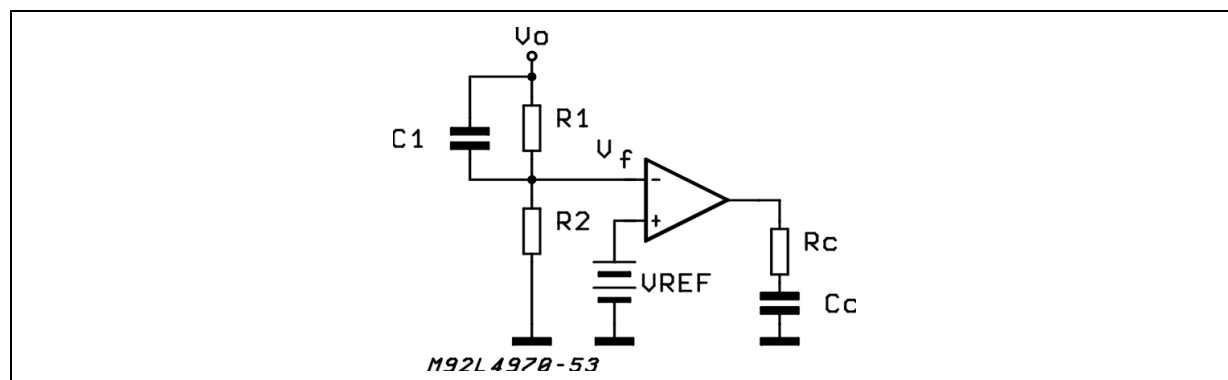 Vo
R1
C1
Vf
-
R2
+
Rc
VREF
Cc
M92L4970-53